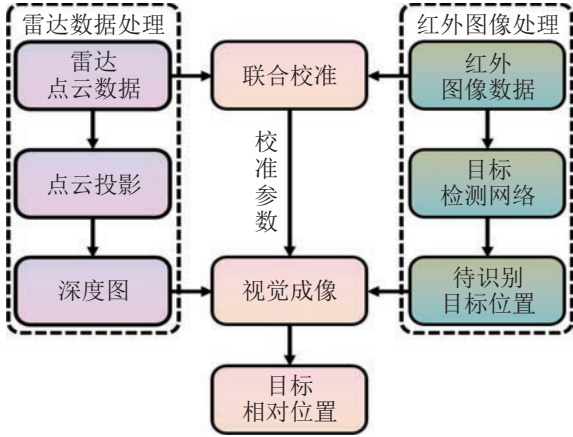 雷达数据处理
红外图像处理
雷达
点云数据
联合校准
红外
图像数据
校准参数
点云投影
目标
检测网络
深度图
视觉成像
待识别
目标位置
目标
相对位置